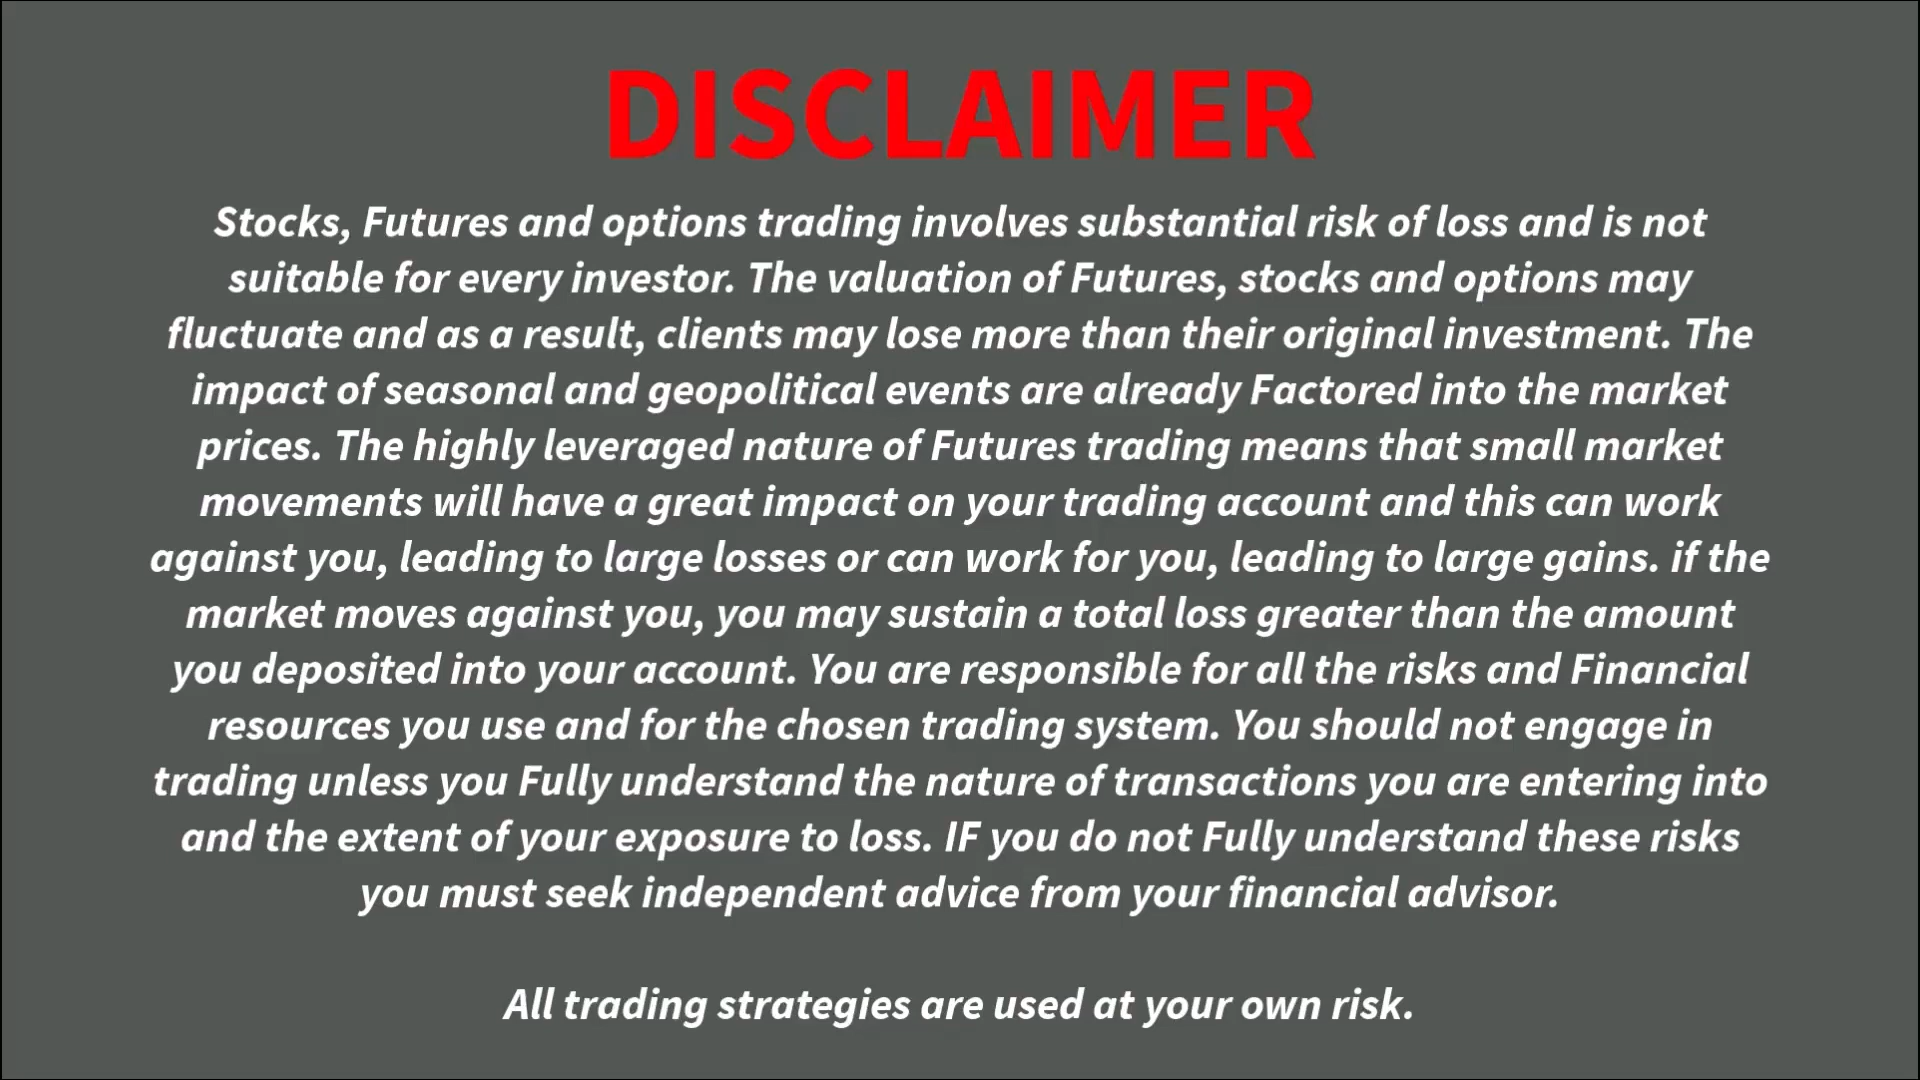 DISCLAIMER
Stocks, Futures and options trading involves substantial risk of loss and is not
suitable for every investor. The valuation of Futures, stocks and options may
fluctuate and as a result, clients may lose more than their original investment. The
impact of seasonal and geopolitical events are already Factored into the market
prices. The highly leveraged nature of Futures trading means that small market
movements will have a great impact on your trading account and this can work
against you, leading to large losses or can work for you, leading to large gains. if the
market moves against you, you may sustain a total loss greater than the amount
you deposited into your account. You are responsible for all the risks and Financial
resources you use and for the chosen trading system. You should not engage in
trading unless you Fully understand the nature of transactions you are entering into
and the extent of your exposure to loss. IF you do not Fully understand these risks
you must seek independent advice from your financial advisor.
All trading strategies are used at your own risk.